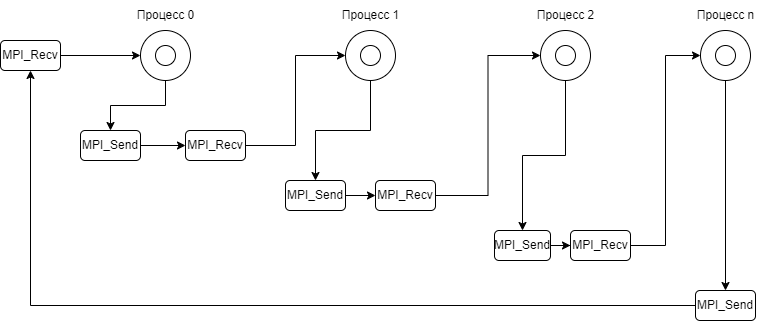 Процесс 0
Процесс 1
Процесс 2
Процесс n
MPI_Recv
MPI_Send
MPI_Recv
MPI_Send
MPI_Recv
MPI_Send
MPI_Recv
MPI_Send